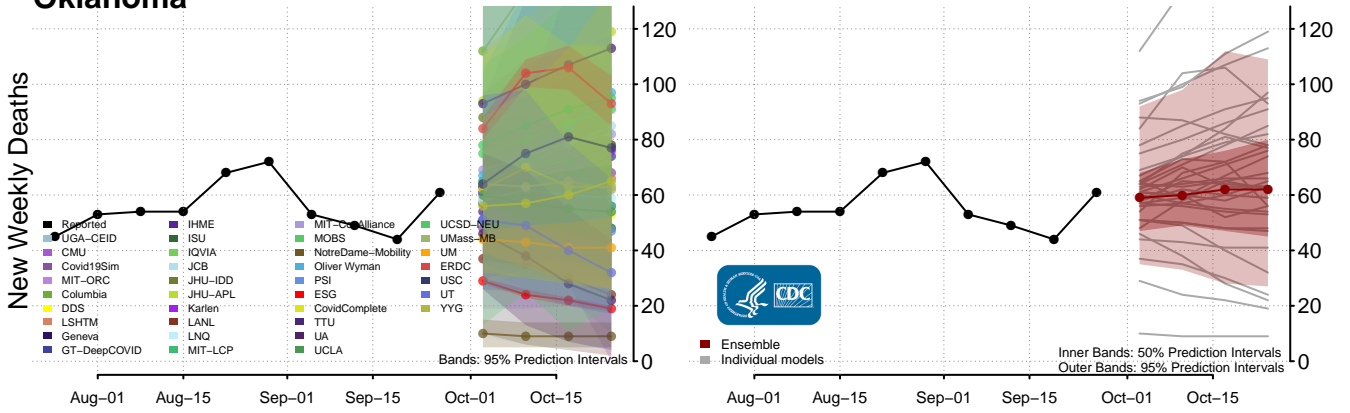 Oklahoma
New Weekly Deaths
Reported
UGA−CEID
CMU
Covid19Sim
MIT−ORC
Columbia
DDS
LSHTM
Geneva
GT−DeepCOVID
IHME
ISU
IQVIA
JCB
JHU−IDD
JHU−APL
Karlen
LANL
LNQ
MIT−LCP
MIT−CovAlliance
MOBS
NotreDame−Mobility
Oliver Wyman
PSI
ESG
CovidComplete
TTU
UA
UCLA
UCSD−NEU
UMass−MB
UM
ERDC
USC
UT
YYG
Bands: 95% Prediction Intervals
120
100
80
60
40
20
0
Aug−01
Aug−15
Sep−01
Sep−15
Oct−01
Oct−15
CDC
Ensemble
Individual models
Inner Bands: 50% Prediction Intervals
Outer Bands: 95% Prediction Intervals
120
100
80
60
40
20
0
Aug−01
Aug−15
Sep−01
Sep−15
Oct−01
Oct−15